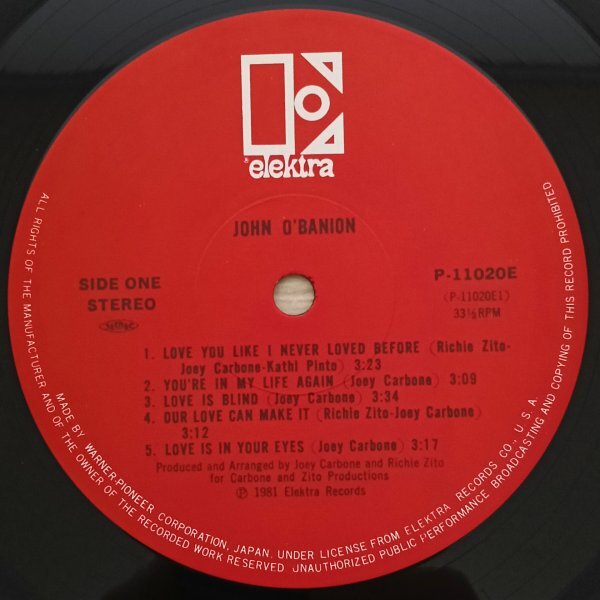 elektra
JOHN O'BANION
SIDE ONE
STEREO
P-11020E
(P-11020E1)
33⅓RPM
1. LOVE YOU LIKE I NEVER LOVED BEFORE (Richie Zito-
Joey Carbone-Kathi Pinto) 3:23
2. YOU'RE IN MY LIFE AGAIN (Joey Carbone) 3:09
3. LOVE IS BLIND (Joey Carbone) 3:34
4. OUR LOVE CAN MAKE IT (Richie Zito-Joey Carbone)
3:12
5. LOVE IS IN YOUR EYES (Joey Carbone) 3:17
Produced and Arranged by Joey Carbone and Richie Zito
for Carbone and Zito Productions
℗ 1981 Elektra Records
ALL RIGHTS OF THE MANUFACTURER AND OF THE OWNER OF THE RECORDED WORK RESERVED UNAUTHORIZED PUBLIC PERFORMANCE BROADCASTING AND COPYING OF THIS RECORD PROHIBITED
MADE BY WARNER-PIONEER CORPORATION, JAPAN. UNDER LICENSE FROM ELEKTRA RECORDS CO., U.S.A.